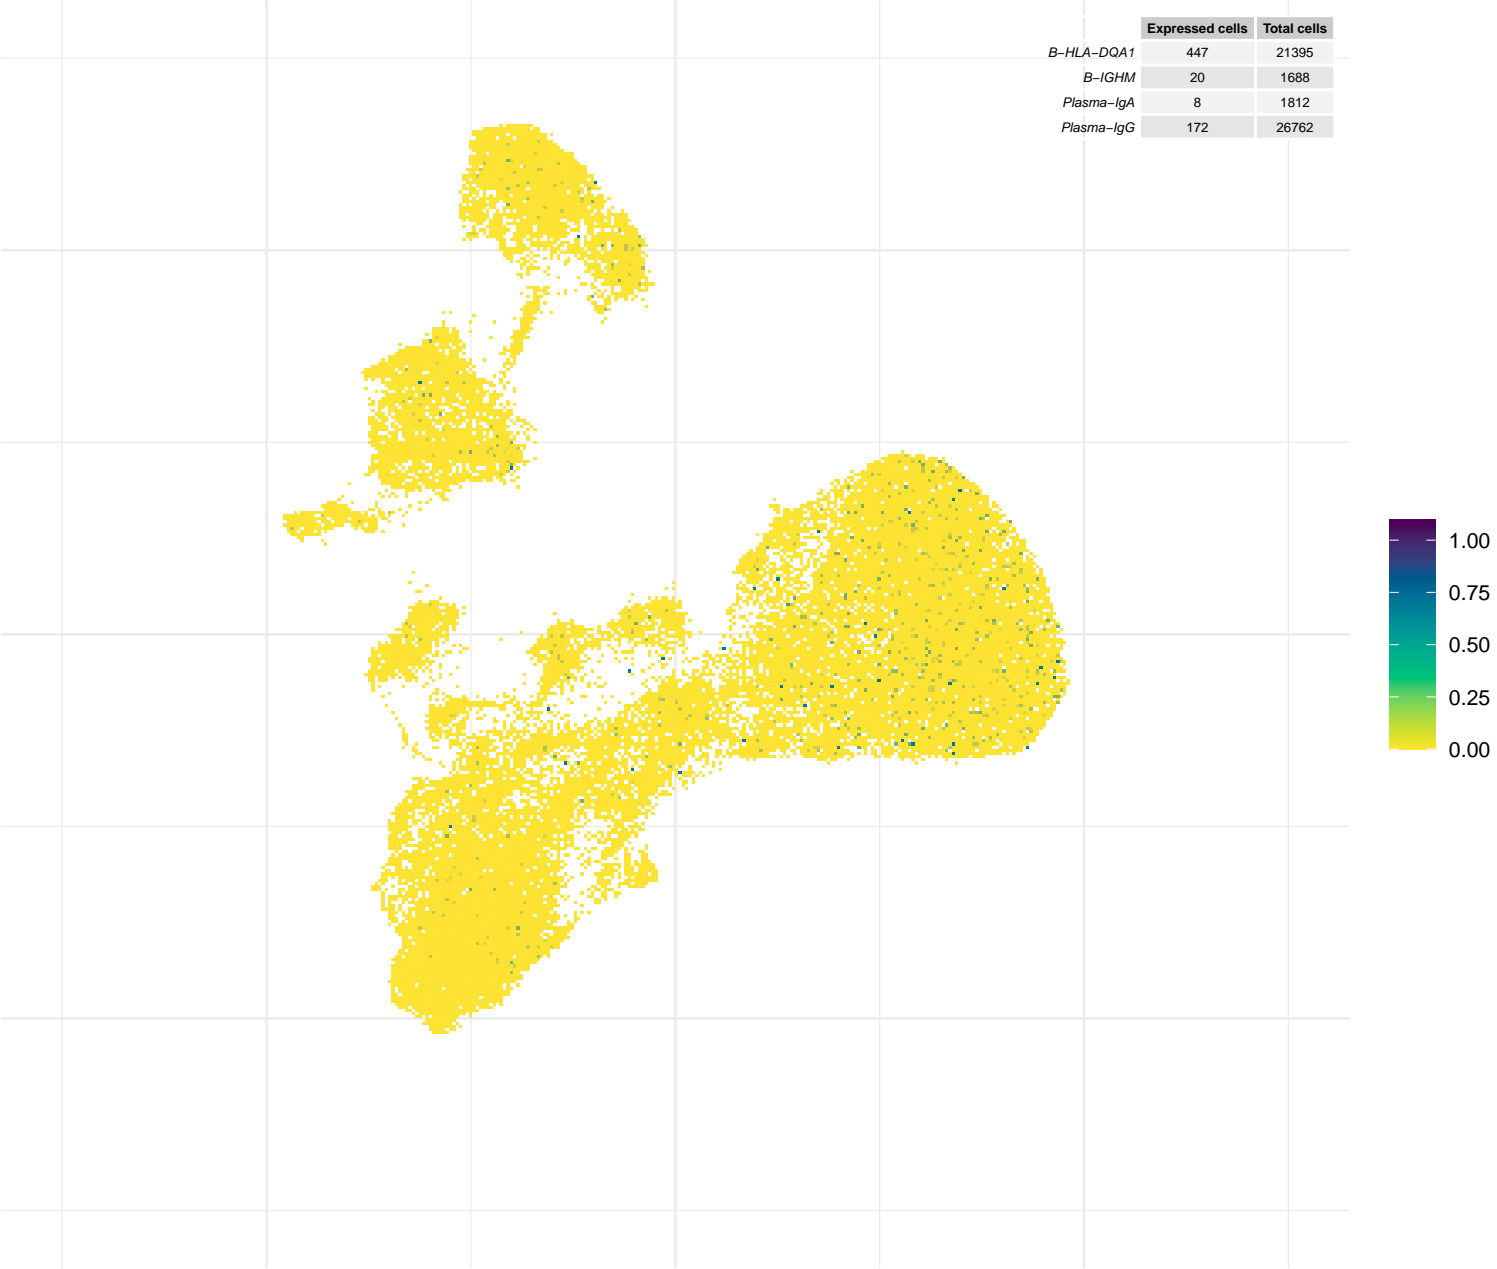 Expressed cells Total cells
B−HLA−DQA1 447 21395
B−IGHM 20 1688
Plasma−IgA 8 1812
Plasma−IgG 172 26762
1.00
0.75
0.50
0.25
0.00